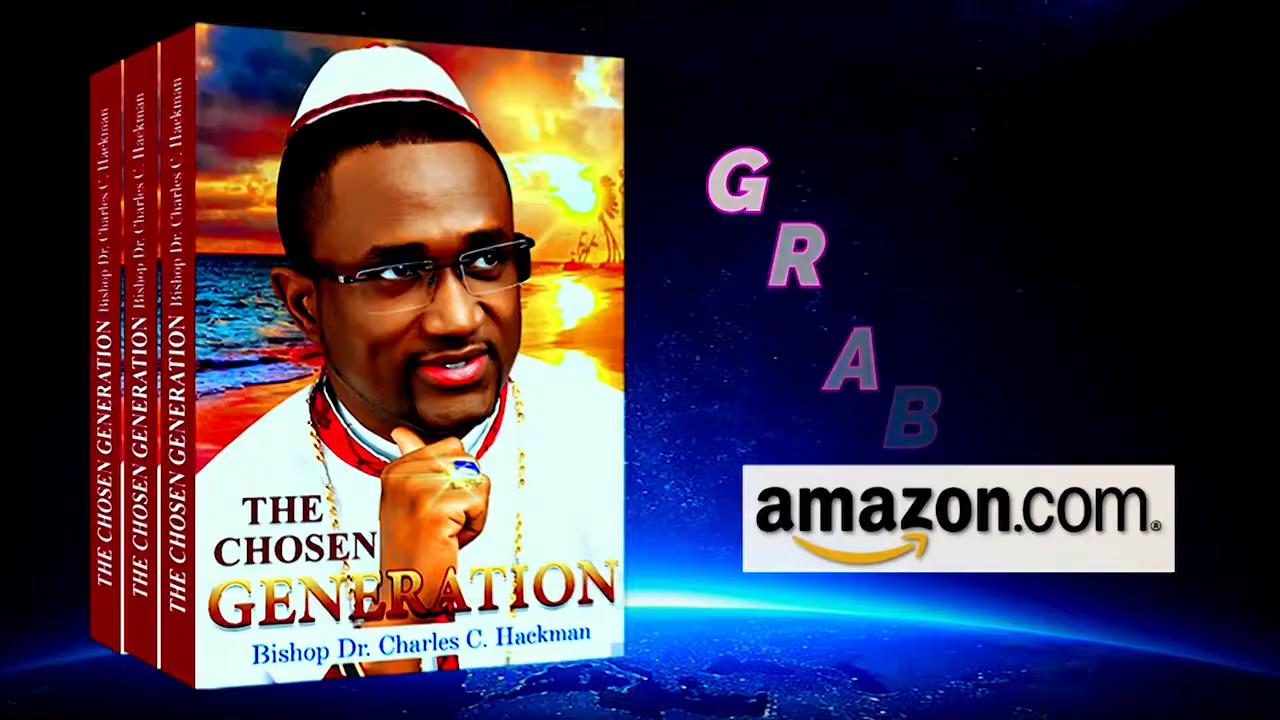 THE CHOSEN GENERATION Bishop Dr. Charles C. Hackman
THE CHOSEN GENERATION Bishop Dr. Charles C. Hackman
THE CHOSEN GENERATION Bishop Dr. Charles C. Hackman
THE
CHOSEN
GENERATION
Bishop Dr. Charles C. Hackman
GRAB
amazon.com®